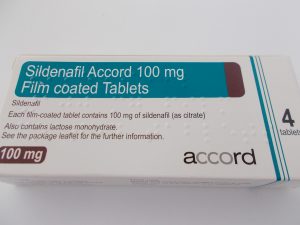 Sildenafil Accord 100 mg
Film coated Tablets
Sildenafil
Each film-coated tablet contains 100 mg of sildenafil (as citrate)
Also contains lactose monohydrate.
See the package leaflet for the further information.
100 mg
accord
4
tablets